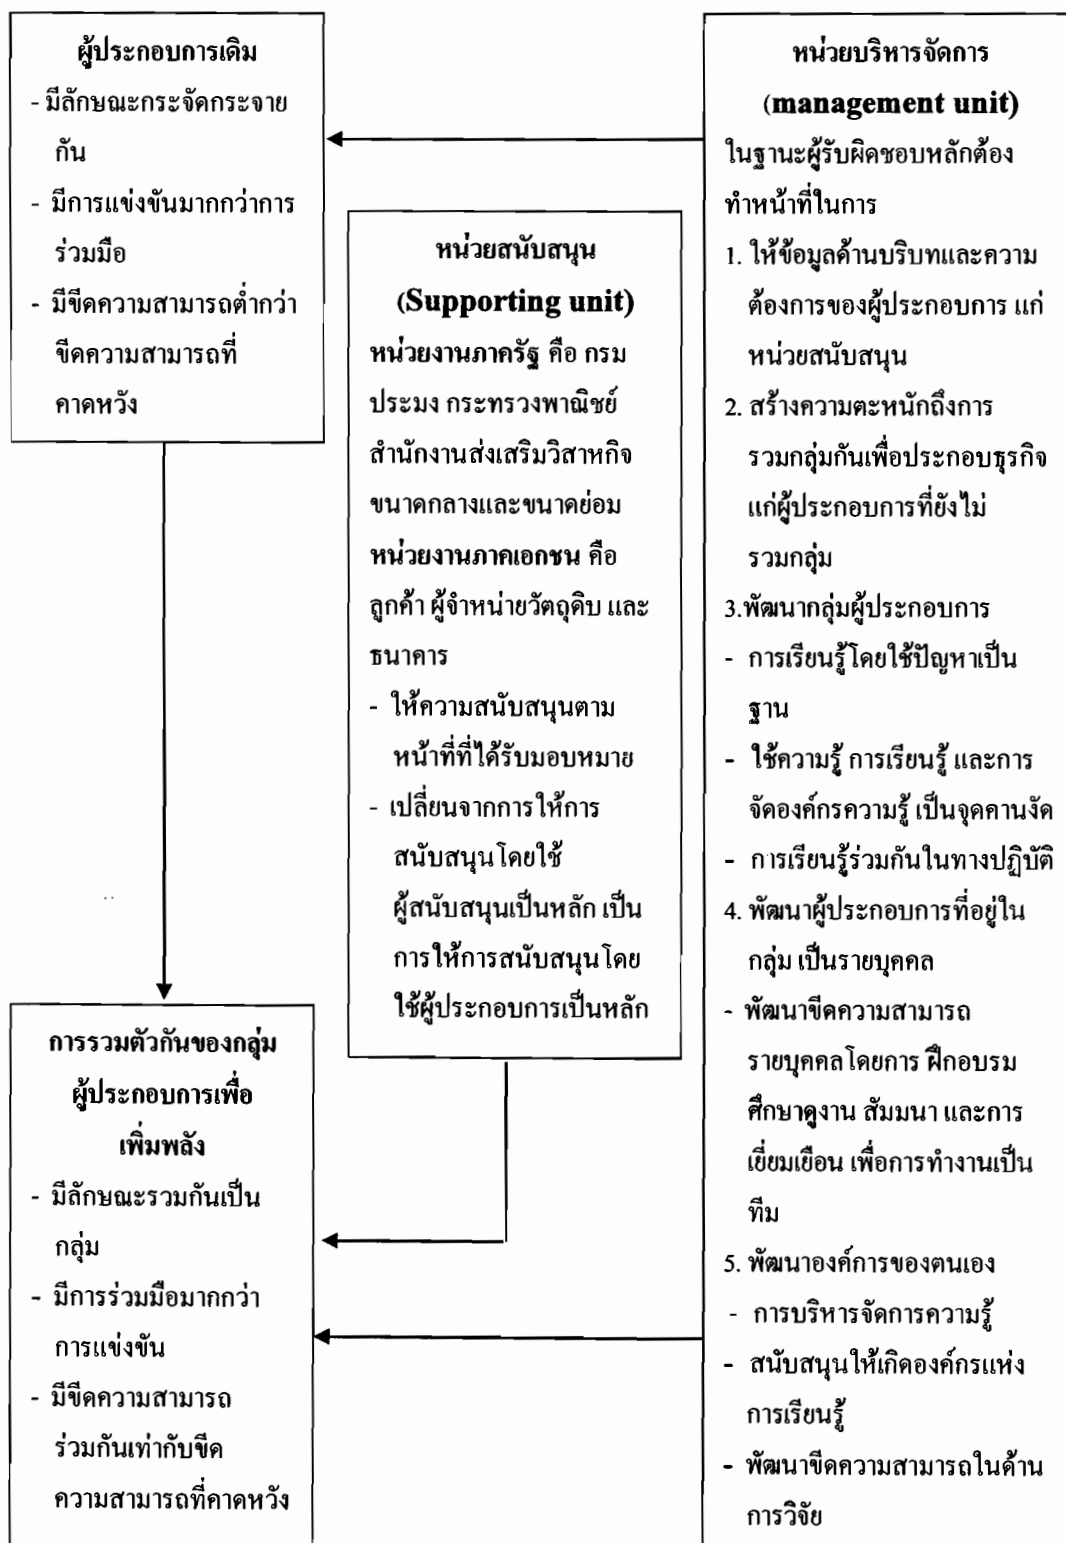 ผู้ประกอบการเดิม
- มีลักษณะกระจัดกระจาย
กัน
- มีการแข่งขันมากกว่าการ
ร่วมมือ
- มีขีดความสามารถต่ำกว่า
ขีดความสามารถที่
คาดหวัง
หน่วยสนับสนุน
(Supporting unit)
หน่วยงานภาครัฐ คือ กรม
ประมง กระทรวงพาณิชย์
สำนักงานส่งเสริมวิสาหกิจ
ขนาดกลางและขนาดย่อม
หน่วยงานภาคเอกชน คือ
ลูกค้า ผู้จำหน่ายวัตถุดิบ และ
ธนาคาร
- ให้ความสนับสนุนตาม
หน้าที่ที่ได้รับมอบหมาย
- เปลี่ยนจากการให้การ
สนับสนุนโดยใช้
ผู้สนับสนุนเป็นหลัก เป็น
การให้การสนับสนุนโดย
ใช้ผู้ประกอบการเป็นหลัก
การรวมตัวกันของกลุ่ม
ผู้ประกอบการเพื่อ
เพิ่มพลัง
- มีลักษณะรวมกันเป็น
กลุ่ม
- มีการร่วมมือมากกว่า
การแข่งขัน
- มีขีดความสามารถ
ร่วมกันเท่ากับขีด
ความสามารถที่คาดหวัง
หน่วยบริหารจัดการ
(management unit)
ในฐานะผู้รับผิดชอบหลักต้อง
ทำหน้าที่ในการ
1. ให้ข้อมูลด้านบริบทและความ
ต้องการของผู้ประกอบการ แก่
หน่วยสนับสนุน
2. สร้างความตะหนักถึงการ
รวมกลุ่มกันเพื่อประกอบธุรกิจ
แก่ผู้ประกอบการที่ยังไม่
รวมกลุ่ม
3.พัฒนากลุ่มผู้ประกอบการ
- การเรียนรู้โดยใช้ปัญหาเป็น
ฐาน
- ใช้ความรู้ การเรียนรู้ และการ
จัดองค์กรความรู้ เป็นจุดคานงัด
- การเรียนรู้ร่วมกันในทางปฏิบัติ
4. พัฒนาผู้ประกอบการที่อยู่ใน
กลุ่ม เป็นรายบุคคล
- พัฒนาขีดความสามารถ
รายบุคคลโดยการ ฝึกอบรม
ศึกษาดูงาน สัมมนา และการ
เยี่ยมเยือน เพื่อการทำงานเป็น
ทีม
5. พัฒนาองค์การของตนเอง
- การบริหารจัดการความรู้
- สนับสนุนให้เกิดองค์กรแห่ง
การเรียนรู้
- พัฒนาขีดความสามารถในด้าน
การวิจัย